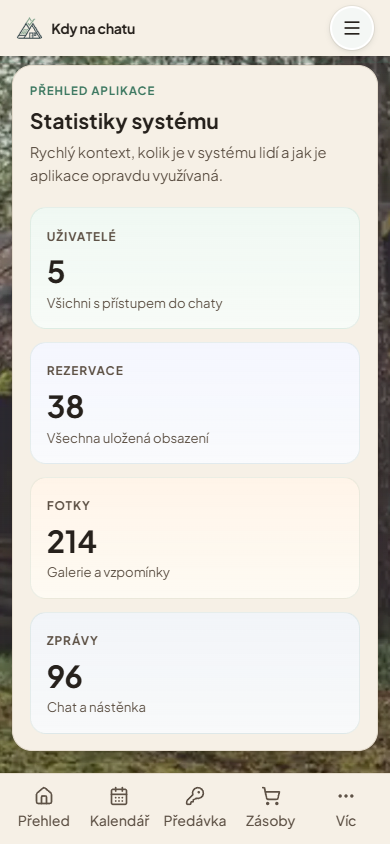 Kdy na chatu
PŘEHLED APLIKACE
Statistiky systému
Rychlý kontext, kolik je v systému lidí a jak je
aplikace opravdu využívaná.
UŽIVATELÉ
5
Všichni s přístupem do chaty
REZERVACE
38
Všechna uložená obsazení
FOTKY
214
Galerie a vzpomínky
ZPRÁVY
96
Chat a nástěnka
Přehled Kalendář Předávka Zásoby Víc